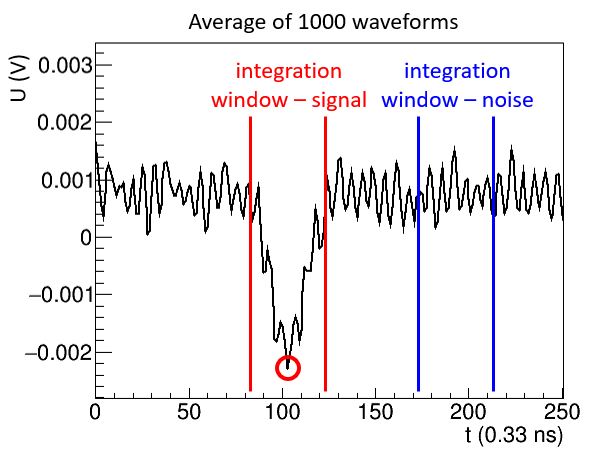 Average of 1000 waveforms
U (V)
integration
window – signal
integration
window – noise
0.003
0.002
0.001
0
−0.001
−0.002
0 50 100 150 200 250
t (0.33 ns)